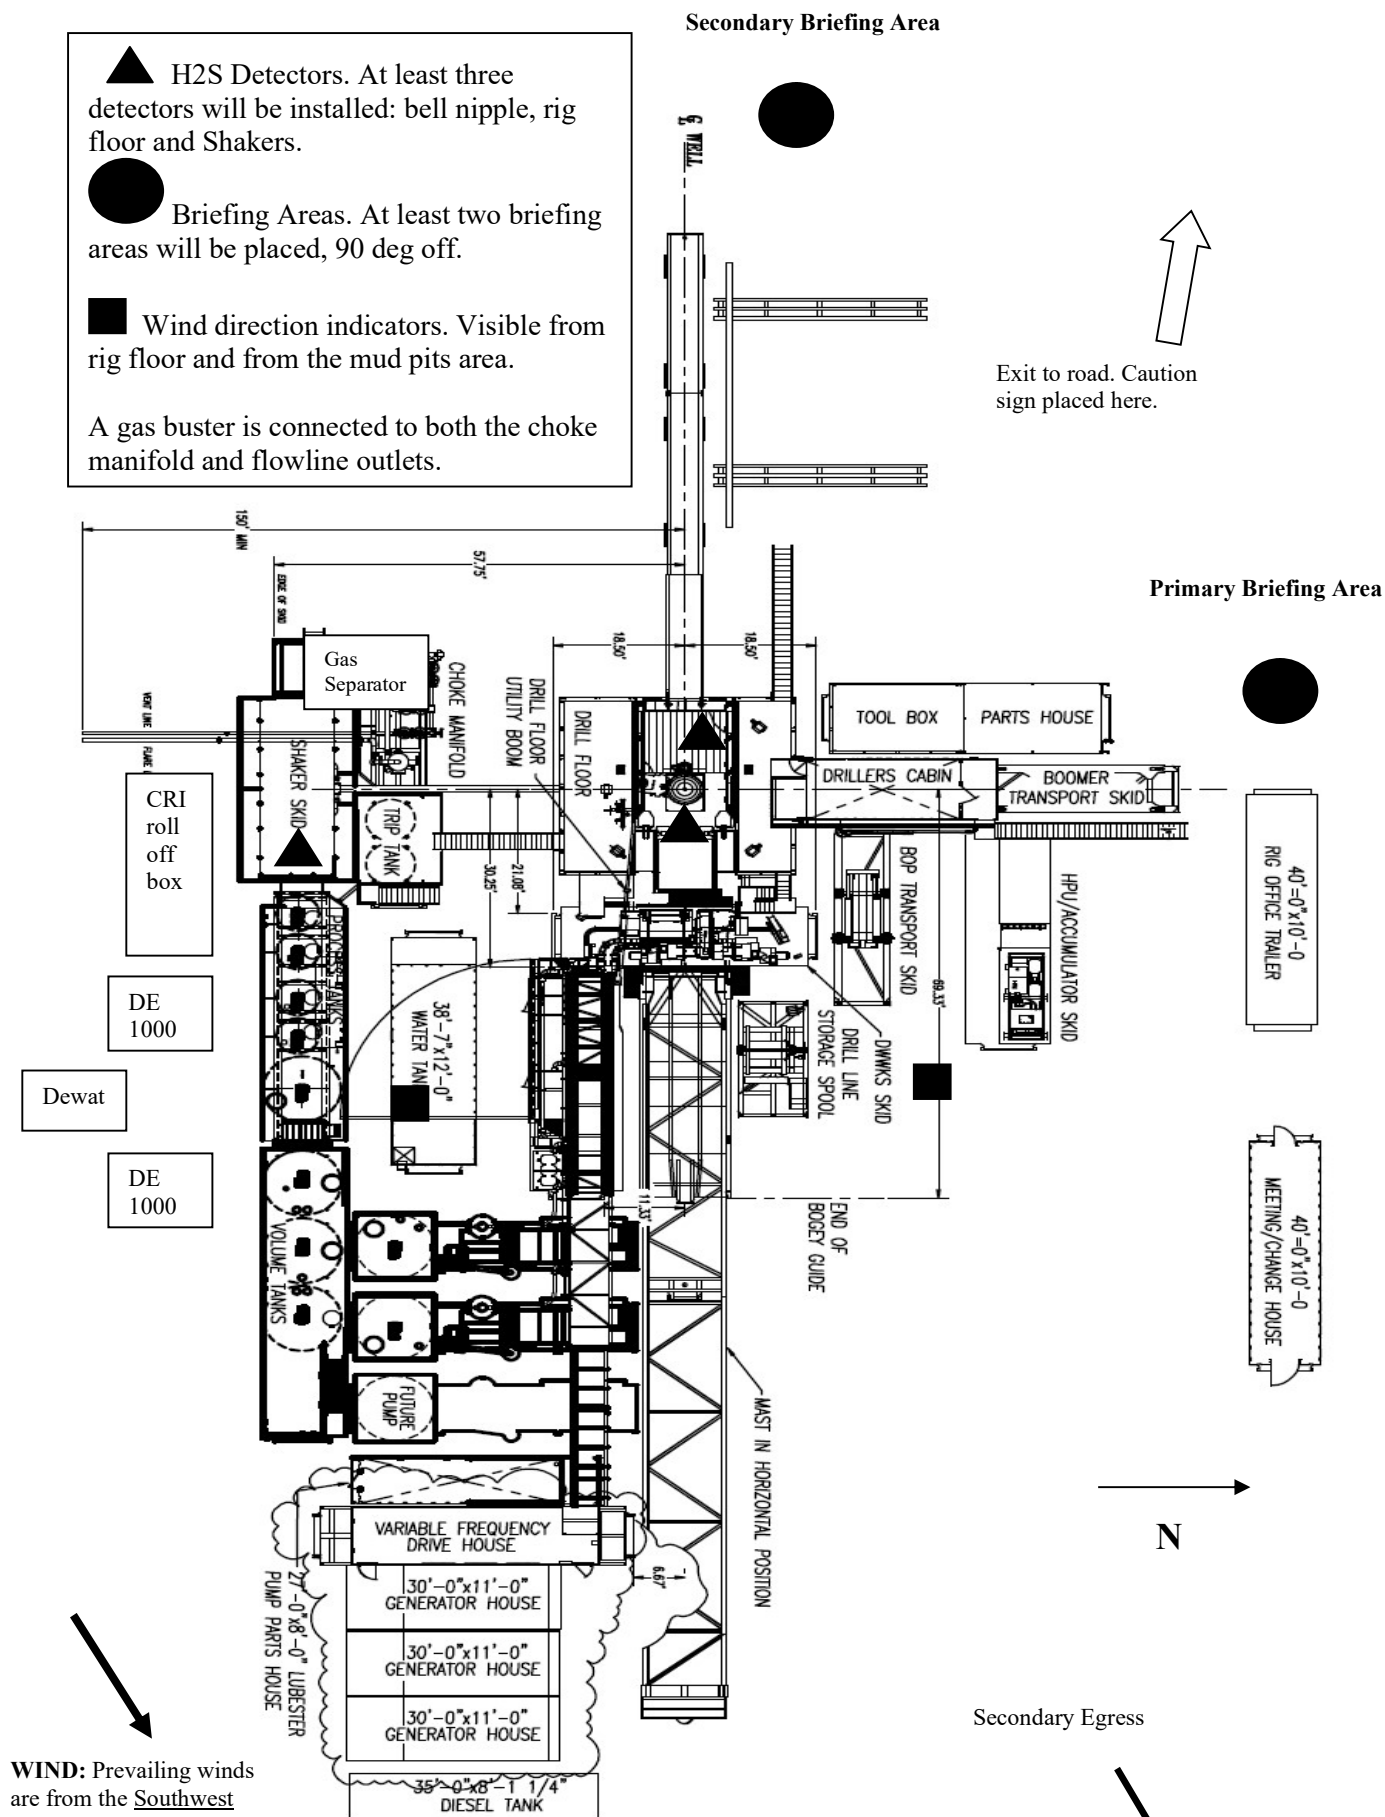 Secondary Briefing Area
H2S Detectors. At least three
detectors will be installed: bell nipple, rig
floor and Shakers.
Briefing Areas. At least two briefing
areas will be placed, 90 deg off.
Wind direction indicators. Visible from
rig floor and from the mud pits area.
A gas buster is connected to both the choke
manifold and flowline outlets.
℄ WELL
Exit to road. Caution
sign placed here.
150' MIN
57.75'
EDGE OF SKID
Primary Briefing Area
18.50'
18.50'
Gas
Separator
CHOKE MANIFOLD
DRILL FLOOR
UTILITY BOOM
DRILL FLOOR
TOOL BOX
PARTS HOUSE
VENT LINE
FLARE
SHAKER SKID
DRILLERS CABIN
BOOMER
TRANSPORT SKID
CRI
roll
off
box
TRIP TANK
30.25'
21.08'
BOP TRANSPORT SKID
HPU/ACCUMULATOR SKID
40'=0"x10'-0
RIG OFFICE TRAILER
PROCESS TANKS
DE
1000
38'-7"x12'-0"
WATER TANK
69.33'
DRILL LINE
STORAGE SPOOL
DWWKS SKID
Dewat
DE
1000
VOLUME TANKS
11.33'
END OF
BOGEY GUIDE
40'=0"x10'-0
MEETING/CHANGE HOUSE
FUTURE
PUMP
MAST IN HORIZONTAL POSITION
N
VARIABLE FREQUENCY
DRIVE HOUSE
6.67'
27'-0"x8'-0" LUBESTER
PUMP PARTS HOUSE
30'-0"x11'-0"
GENERATOR HOUSE
30'-0"x11'-0"
GENERATOR HOUSE
30'-0"x11'-0"
GENERATOR HOUSE
Secondary Egress
WIND: Prevailing winds
are from the Southwest
35'-0"x8'-1 1/4"
DIESEL TANK